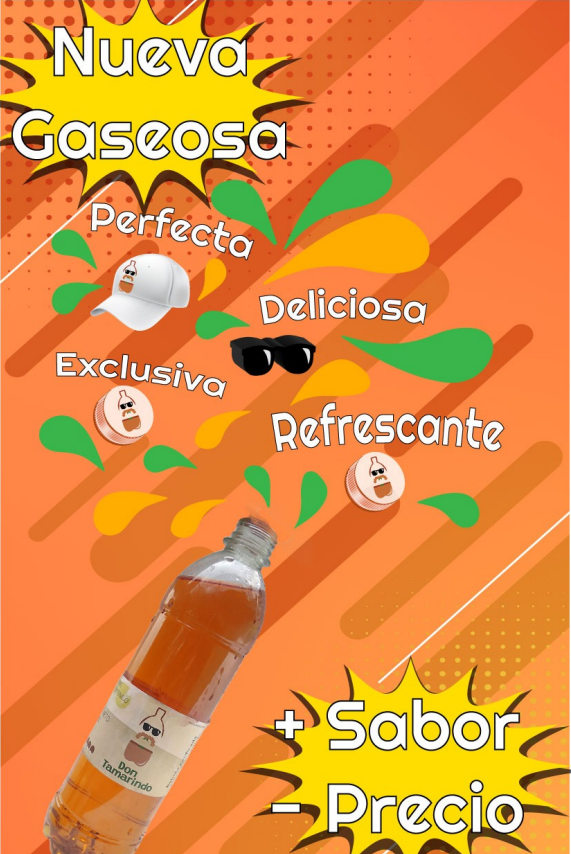 Nueva
Gaseosa
Perfecta
Deliciosa
Exclusiva
Refrescante
Don
Tamarindo
+ Sabor
- Precio